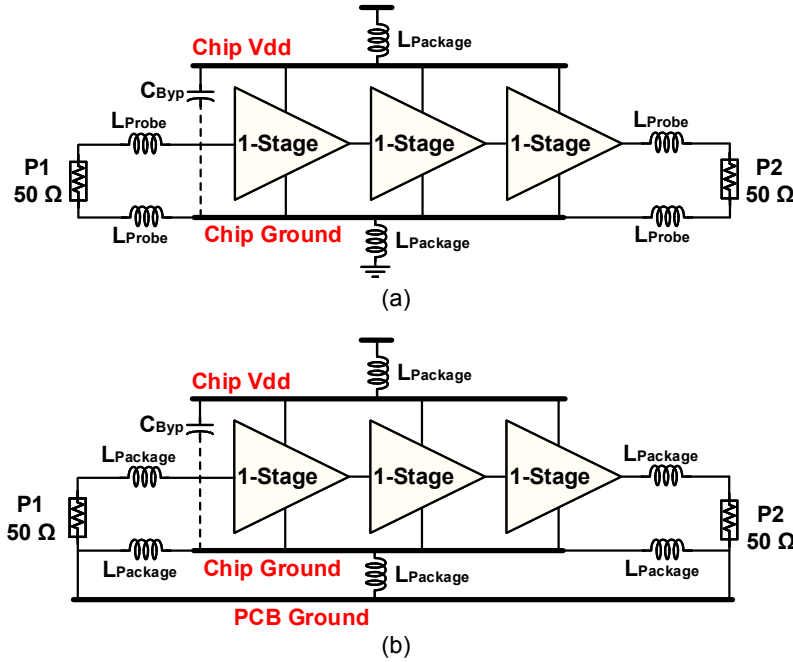 LPackage
Chip Vdd
CByp
LProbe
LProbe
1-Stage 1-Stage 1-Stage
P1
50 Ω
P2
50 Ω
LProbe
Chip Ground
LPackage
LProbe
(a)
LPackage
Chip Vdd
CByp
LPackage
LPackage
1-Stage 1-Stage 1-Stage
P1
50 Ω
P2
50 Ω
LPackage
Chip Ground
LPackage
LPackage
PCB Ground
(b)